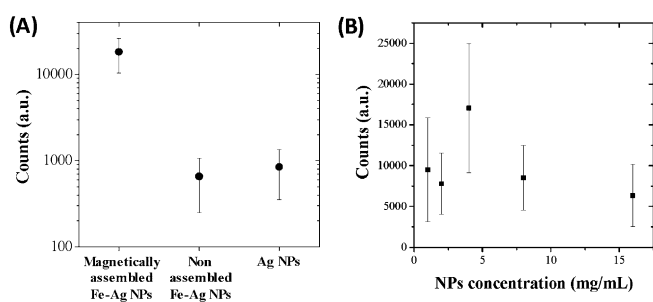 (A)
Counts (a.u.)
10000
1000
100
Magnetically
assembled
Fe-Ag NPs
Non
assembled
Fe-Ag NPs
Ag NPs
(B)
Counts (a.u.)
25000
20000
15000
10000
5000
0
0
5
10
15
NPs concentration (mg/mL)